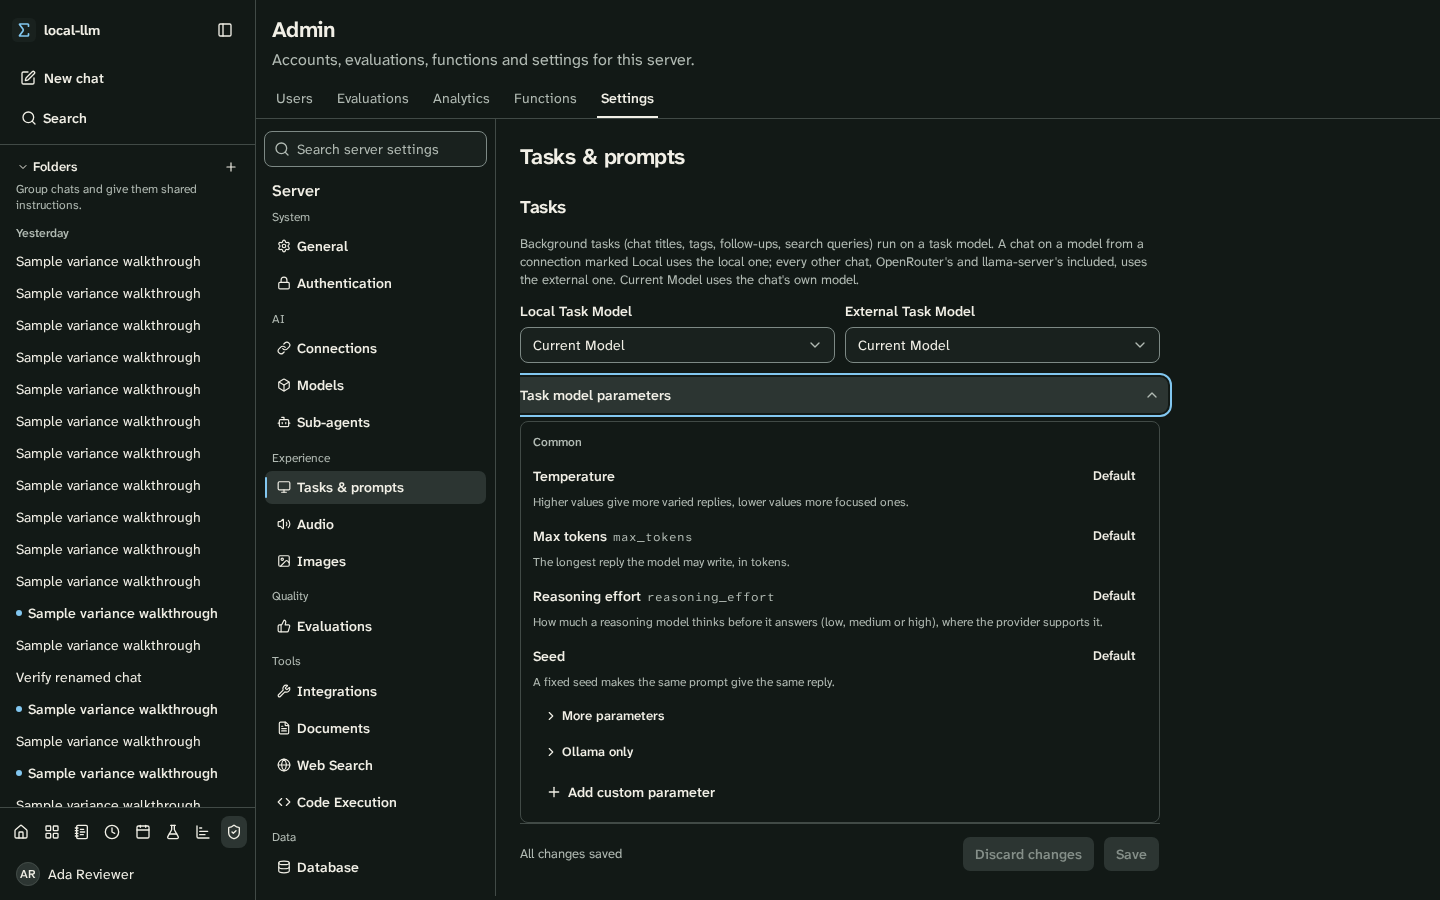 local-llm
New chat
Search
Folders
Group chats and give them shared
instructions.
Yesterday
Sample variance walkthrough
Sample variance walkthrough
Sample variance walkthrough
Sample variance walkthrough
Sample variance walkthrough
Sample variance walkthrough
Sample variance walkthrough
Sample variance walkthrough
Sample variance walkthrough
Sample variance walkthrough
Sample variance walkthrough
Sample variance walkthrough
Sample variance walkthrough
Verify renamed chat
Sample variance walkthrough
Sample variance walkthrough
Sample variance walkthrough
Sample variance walkthrough
AR Ada Reviewer
Admin
Accounts, evaluations, functions and settings for this server.
Users Evaluations Analytics Functions Settings
Search server settings
Server
System
General
Authentication
AI
Connections
Models
Sub-agents
Experience
Tasks & prompts
Audio
Images
Quality
Evaluations
Tools
Integrations
Documents
Web Search
Code Execution
Data
Database
Tasks & prompts
Tasks
Background tasks (chat titles, tags, follow-ups, search queries) run on a task model. A chat on a model from a
connection marked Local uses the local one; every other chat, OpenRouter's and llama-server's included, uses
the external one. Current Model uses the chat's own model.
Local Task Model External Task Model
Current Model Current Model
Task model parameters
Common
Temperature Default
Higher values give more varied replies, lower values more focused ones.
Max tokens max_tokens Default
The longest reply the model may write, in tokens.
Reasoning effort reasoning_effort Default
How much a reasoning model thinks before it answers (low, medium or high), where the provider supports it.
Seed Default
A fixed seed makes the same prompt give the same reply.
More parameters
Ollama only
Add custom parameter
All changes saved Discard changes Save